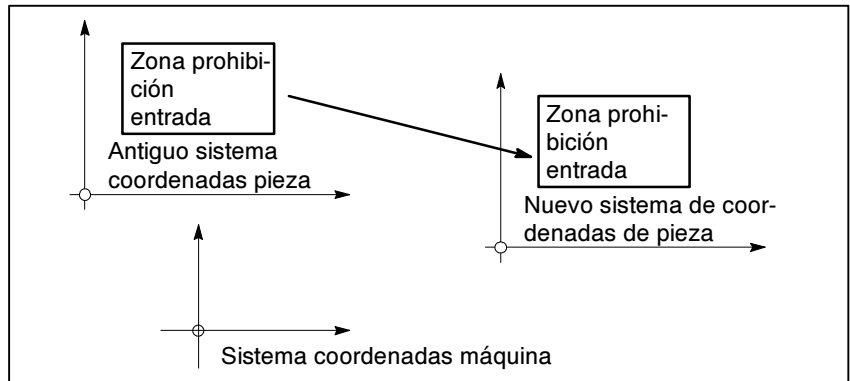 Zona prohibi-
ción
entrada
Antiguo sistema
coordenadas pieza
Zona prohi-
bición
entrada
Nuevo sistema de coor-
denadas de pieza
Sistema coordenadas máquina